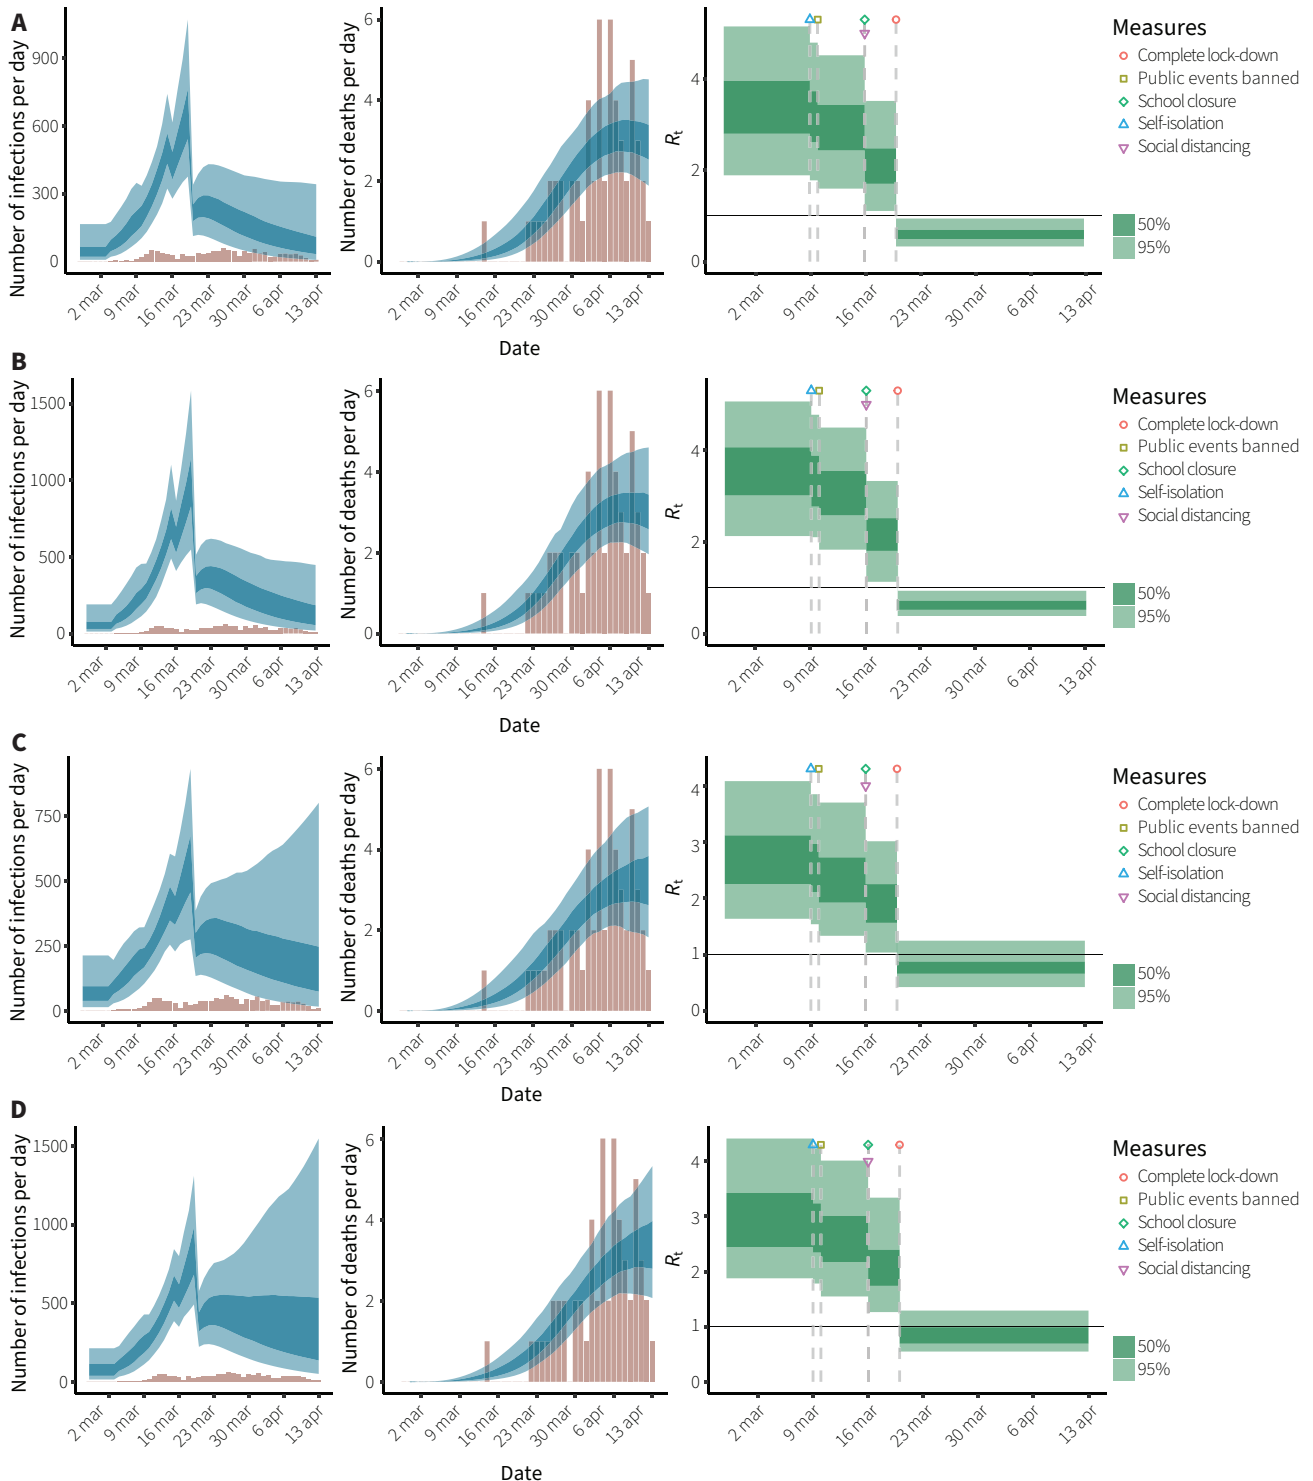 A
Number of infections per day
900
600
300
0
2 mar
9 mar
16 mar
23 mar
30 mar
6 apr
13 apr
Number of deaths per day
6
4
2
0
2 mar
9 mar
16 mar
23 mar
30 mar
6 apr
13 apr
Date
Rt
4
2
0
2 mar
9 mar
16 mar
23 mar
30 mar
6 apr
13 apr
Measures
Complete lock-down
Public events banned
School closure
Self-isolation
Social distancing
50%
95%
B
Number of infections per day
1500
1000
500
0
2 mar
9 mar
16 mar
23 mar
30 mar
6 apr
13 apr
Number of deaths per day
6
4
2
0
2 mar
9 mar
16 mar
23 mar
30 mar
6 apr
13 apr
Date
Rt
4
2
0
2 mar
9 mar
16 mar
23 mar
30 mar
6 apr
13 apr
Measures
Complete lock-down
Public events banned
School closure
Self-isolation
Social distancing
50%
95%
C
Number of infections per day
750
500
250
0
2 mar
9 mar
16 mar
23 mar
30 mar
6 apr
13 apr
Number of deaths per day
6
4
2
0
2 mar
9 mar
16 mar
23 mar
30 mar
6 apr
13 apr
Date
Rt
4
3
2
1
0
2 mar
9 mar
16 mar
23 mar
30 mar
6 apr
13 apr
Measures
Complete lock-down
Public events banned
School closure
Self-isolation
Social distancing
50%
95%
D
Number of infections per day
1500
1000
500
0
2 mar
9 mar
16 mar
23 mar
30 mar
6 apr
13 apr
Number of deaths per day
6
4
2
0
2 mar
9 mar
16 mar
23 mar
30 mar
6 apr
13 apr
Date
Rt
4
3
2
1
0
2 mar
9 mar
16 mar
23 mar
30 mar
6 apr
13 apr
Measures
Complete lock-down
Public events banned
School closure
Self-isolation
Social distancing
50%
95%